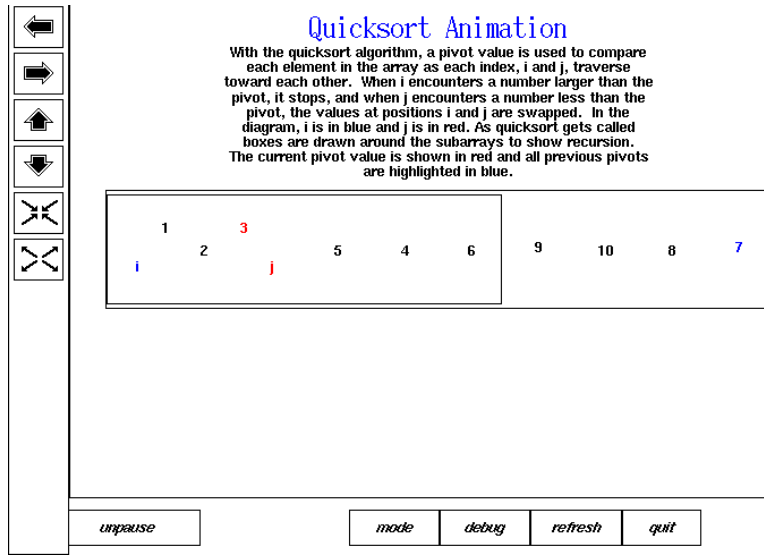 Quicksort Animation
With the quicksort algorithm, a pivot value is used to compare
each element in the array as each index, i and j, traverse
toward each other. When i encounters a number larger than the
pivot, it stops, and when j encounters a number less than the
pivot, the values at positions i and j are swapped. In the
diagram, i is in blue and j is in red. As quicksort gets called
boxes are drawn around the subarrays to show recursion.
The current pivot value is shown in red and all previous pivots
are highlighted in blue.
1 3
2 5 4 6 9 10 8 7
i j
unpause mode debug refresh quit